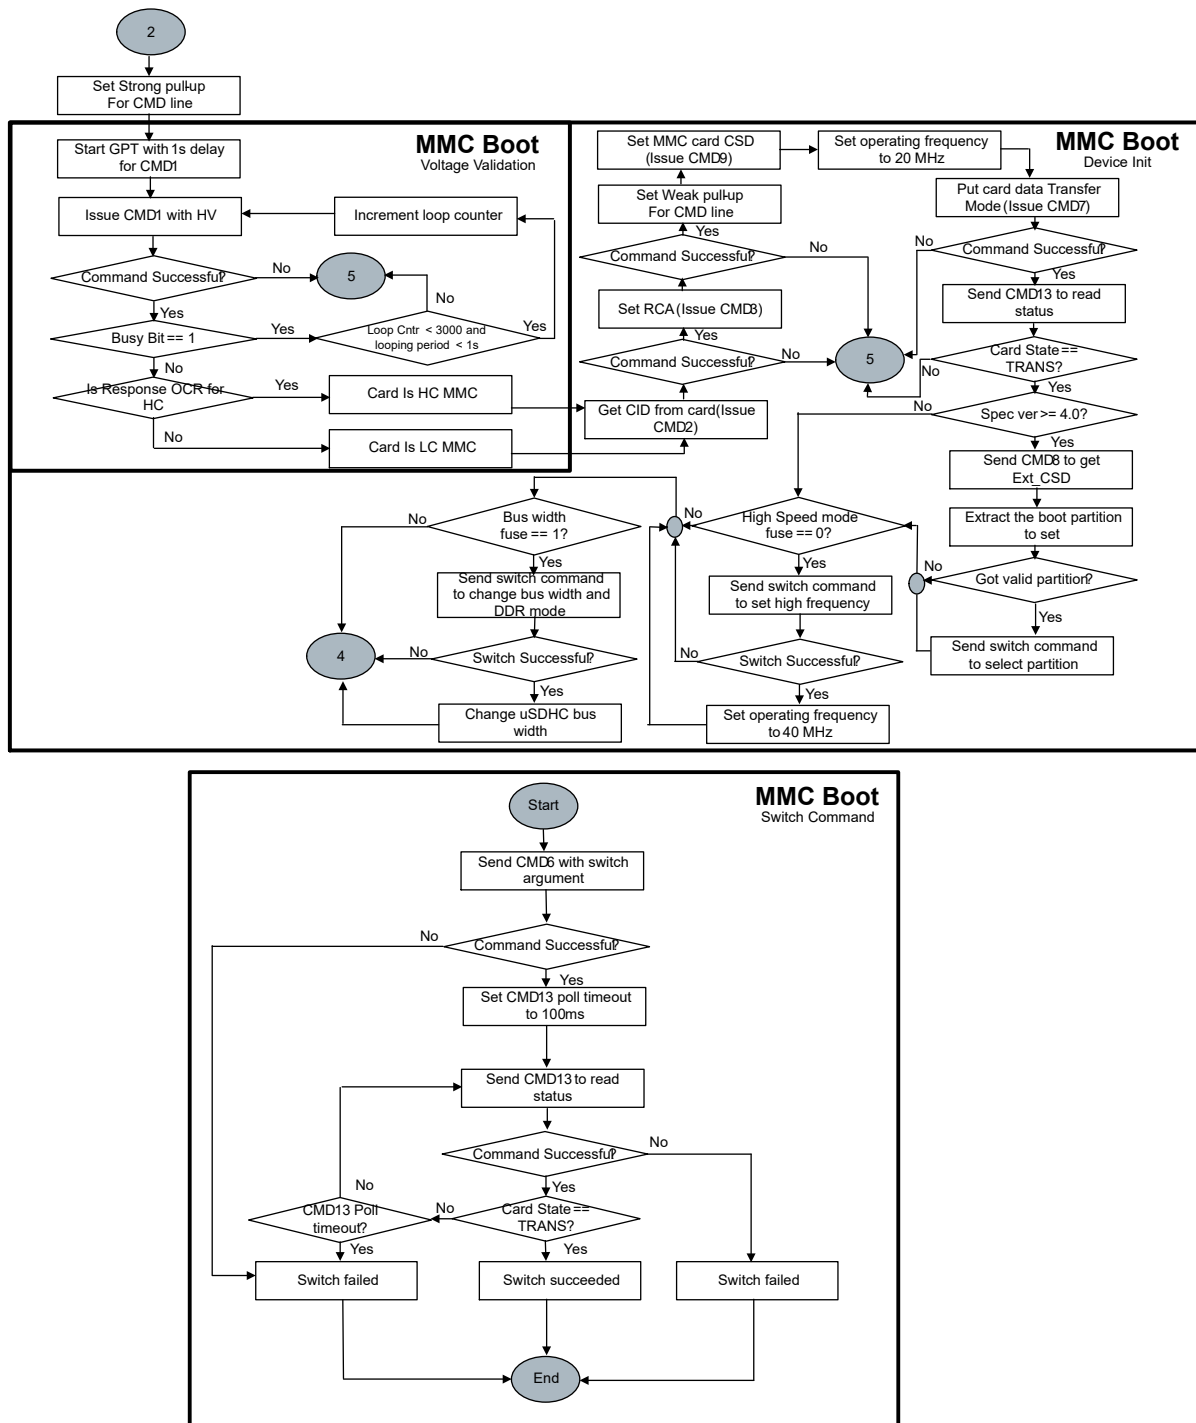 2
Set Strong pull-up
For CMD line
MMC Boot
Voltage Validation
Start GPT with 1s delay
for CMD1
Issue CMD1 with HV
Increment loop counter
Command Successful?
No
5
Yes
No
Busy Bit == 1
Yes
Loop Cntr < 3000 and
looping period < 1s
Yes
No
Is Response OCR for
HC
Yes
Card Is HC MMC
No
Card Is LC MMC
MMC Boot
Device Init
Set MMC card CSD
(Issue CMD9)
Set operating frequency
to 20 MHz
Set Weak pull-up
For CMD line
Put card data Transfer
Mode (Issue CMD7)
Yes
No
No
Command Successful?
Command Successful?
Yes
Set RCA (Issue CMD3)
Send CMD13 to read
status
Yes
Command Successful?
No
5
Card State ==
TRANS?
No
Yes
Get CID from card(Issue
CMD2)
No
Spec ver >= 4.0?
Yes
Send CMD8 to get
Ext_CSD
No
Bus width
fuse == 1?
No
High Speed mode
fuse == 0?
Extract the boot partition
to set
Yes
Yes
No
Got valid partition?
Send switch command
to change bus width and
DDR mode
Send switch command
to set high frequency
Yes
4
No
Switch Successful?
No
Switch Successful?
Send switch command
to select partition
Yes
Yes
Change uSDHC bus
width
Set operating frequency
to 40 MHz
MMC Boot
Switch Command
Start
Send CMD6 with switch
argument
No
Command Successful?
Yes
Set CMD13 poll timeout
to 100ms
Send CMD13 to read
status
Command Successful?
No
No
Yes
CMD13 Poll
timeout?
No
Card State ==
TRANS?
Yes
Yes
Switch failed
Switch succeeded
Switch failed
End